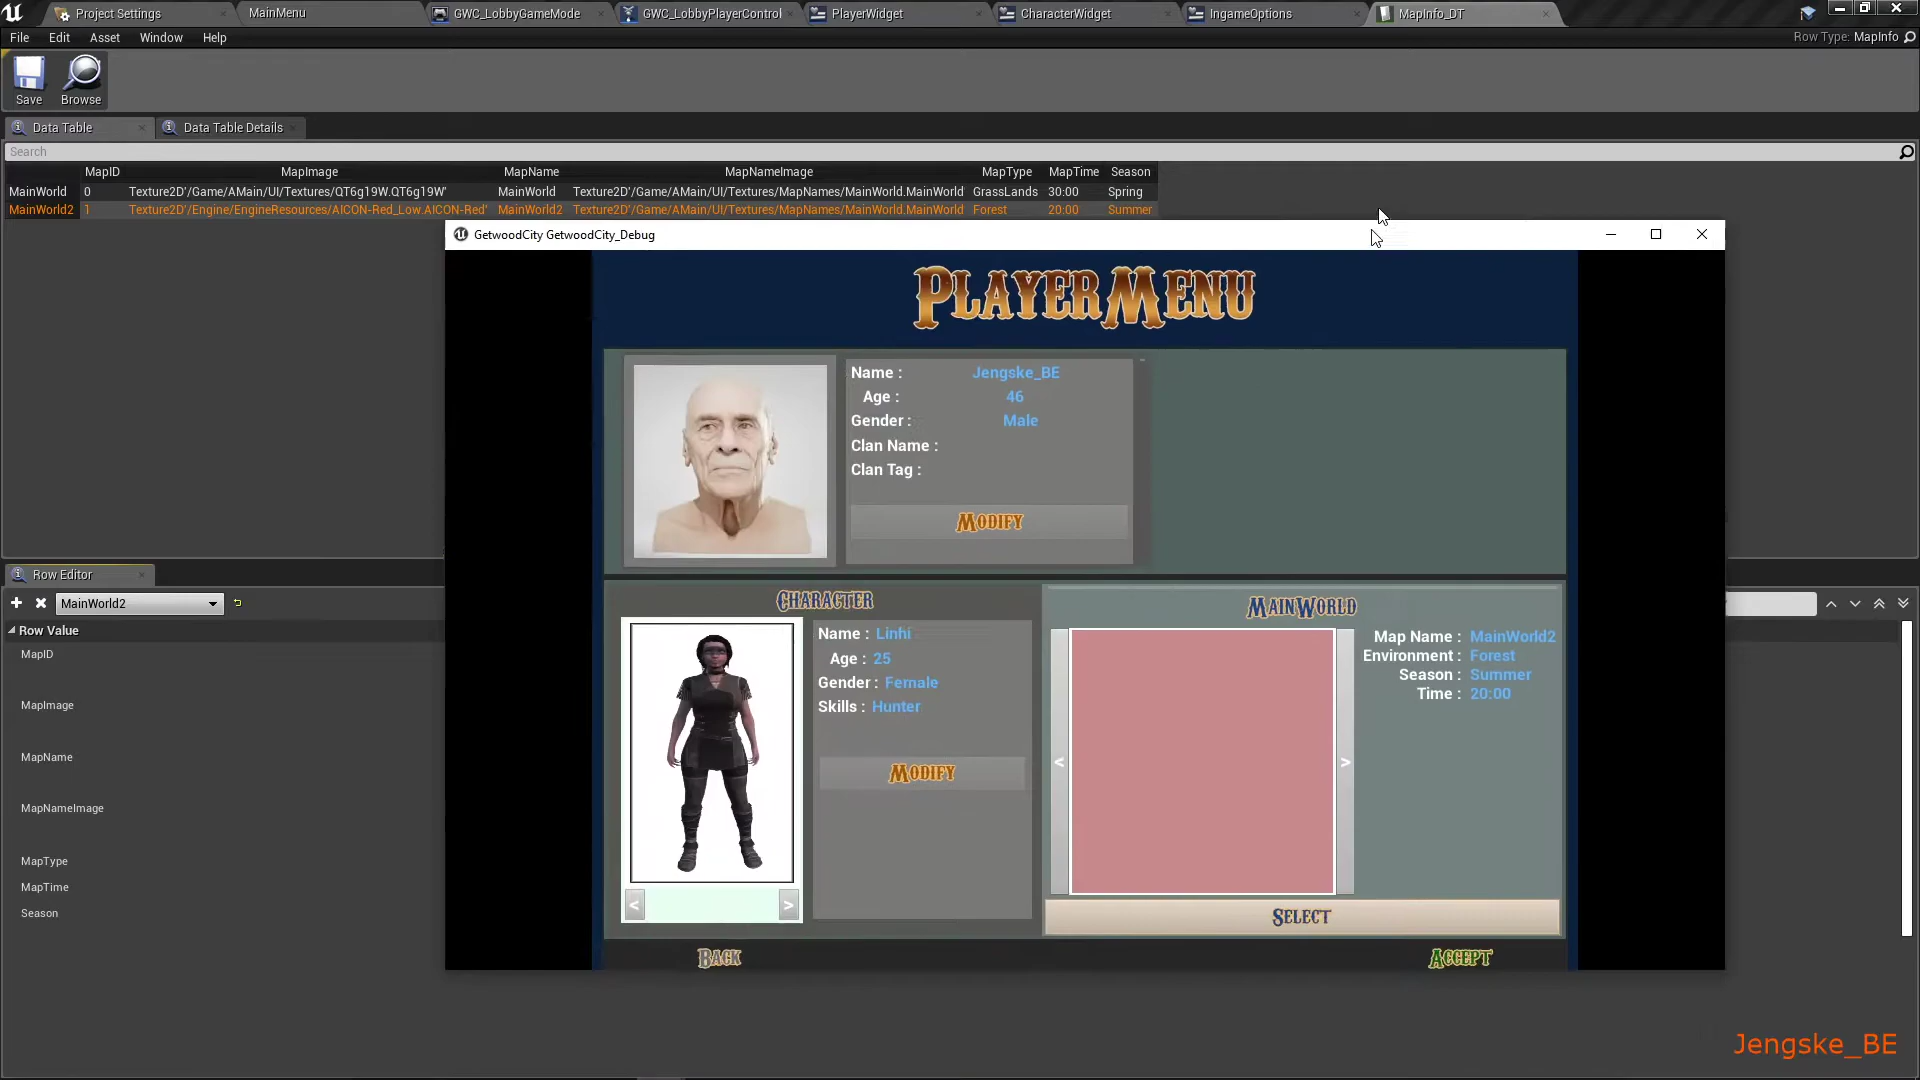 Project Settings
MainMenu
GWC_LobbyGameMode
GWC_LobbyPlayerControl
PlayerWidget
CharacterWidget
IngameOptions
MapInfo_DT
File Edit Asset Window Help
Row Type: MapInfo
Save
Browse
Data Table
Data Table Details
Search
MapID MapImage MapName MapNameImage MapType MapTime Season
MainWorld 0 Texture2D'/Game/AMain/UI/Textures/QT6g19W.QT6g19W' MainWorld Texture2D'/Game/AMain/UI/Textures/MapNames/MainWorld.MainWorld GrassLands 30:00 Spring
MainWorld2 1 Texture2D'/Engine/EngineResources/AICON-Red_Low.AICON-Red' MainWorld2 Texture2D'/Game/AMain/UI/Textures/MapNames/MainWorld.MainWorld Forest 20:00 Summer
GetwoodCity GetwoodCity_Debug
PLAYERMENU
Name : Jengske_BE
Age : 46
Gender : Male
Clan Name :
Clan Tag :
MODIFY
Row Editor
MainWorld2
Row Value
MapID
MapImage
MapName
MapNameImage
MapType
MapTime
Season
CHARACTER
Name : Linhi
Age : 25
Gender : Female
Skills : Hunter
MODIFY
< >
MAINWORLD
Map Name : MainWorld2
Environment : Forest
Season : Summer
Time : 20:00
< >
SELECT
BACK
ACCEPT
Jengske_BE